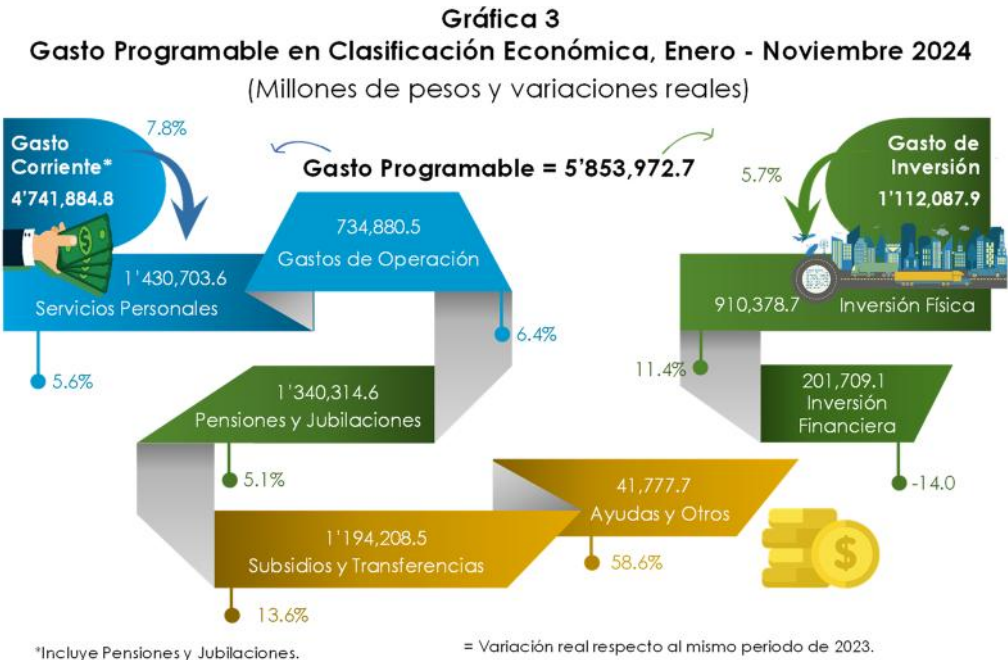 Gráfica 3
Gasto Programable en Clasificación Económica, Enero - Noviembre 2024
(Millones de pesos y variaciones reales)
Gasto
Corriente*
4'741,884.8
7.8%
Gasto Programable = 5'853,972.7
5.7%
Gasto de
Inversión
1'112,087.9
734,880.5
Gastos de Operación
6.4%
1'430,703.6
Servicios Personales
5.6%
910,378.7 Inversión Física
11.4%
201,709.1
Inversión
Financiera
-14.0
1'340,314.6
Pensiones y Jubilaciones
5.1%
41,777.7
Ayudas y Otros
58.6%
1'194,208.5
Subsidios y Transferencias
13.6%
*Incluye Pensiones y Jubilaciones.
= Variación real respecto al mismo periodo de 2023.